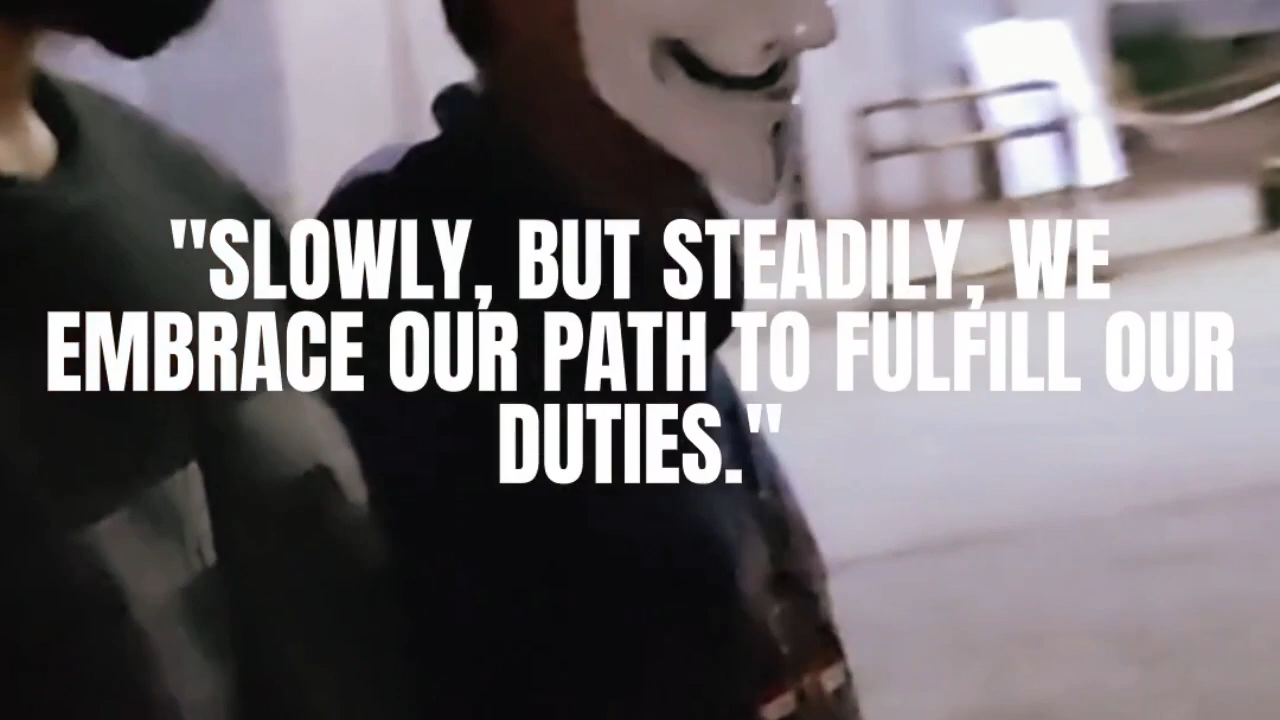 "SLOWLY, BUT STEADILY, WE
EMBRACE OUR PATH TO FULFILL OUR
DUTIES."